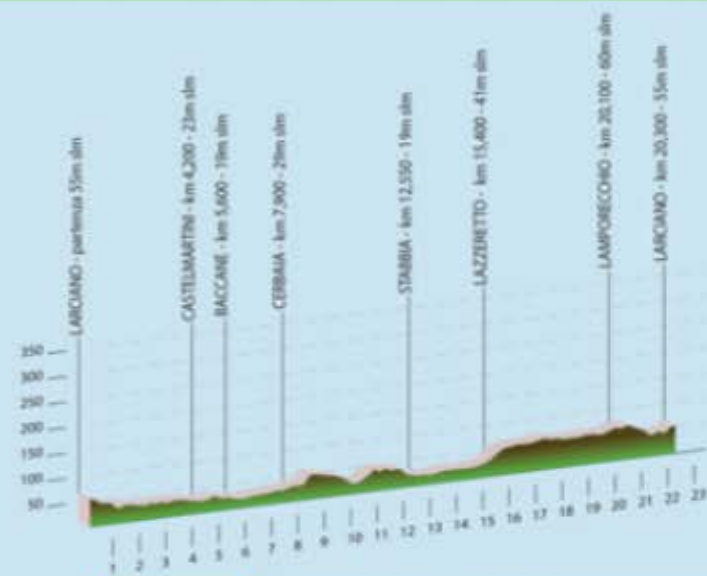 LARCIANO - partenza 55m slm
CASTELMARTINI - km 4,200 - 23m slm
BACCANE - km 5,600 - 19m slm
CERBAIA - km 7,900 - 29m slm
STABBIA - km 12,550 - 19m slm
LAZZERETTO - km 15,400 - 41m slm
LAMPORECCHIO - km 20,100 - 60m slm
LARCIANO - km 20,300 - 55m slm
350
300
250
200
150
100
50
1 2 3 4 5 6 7 8 9 10 11 12 13 14 15 16 17 18 19 20 21 22 23